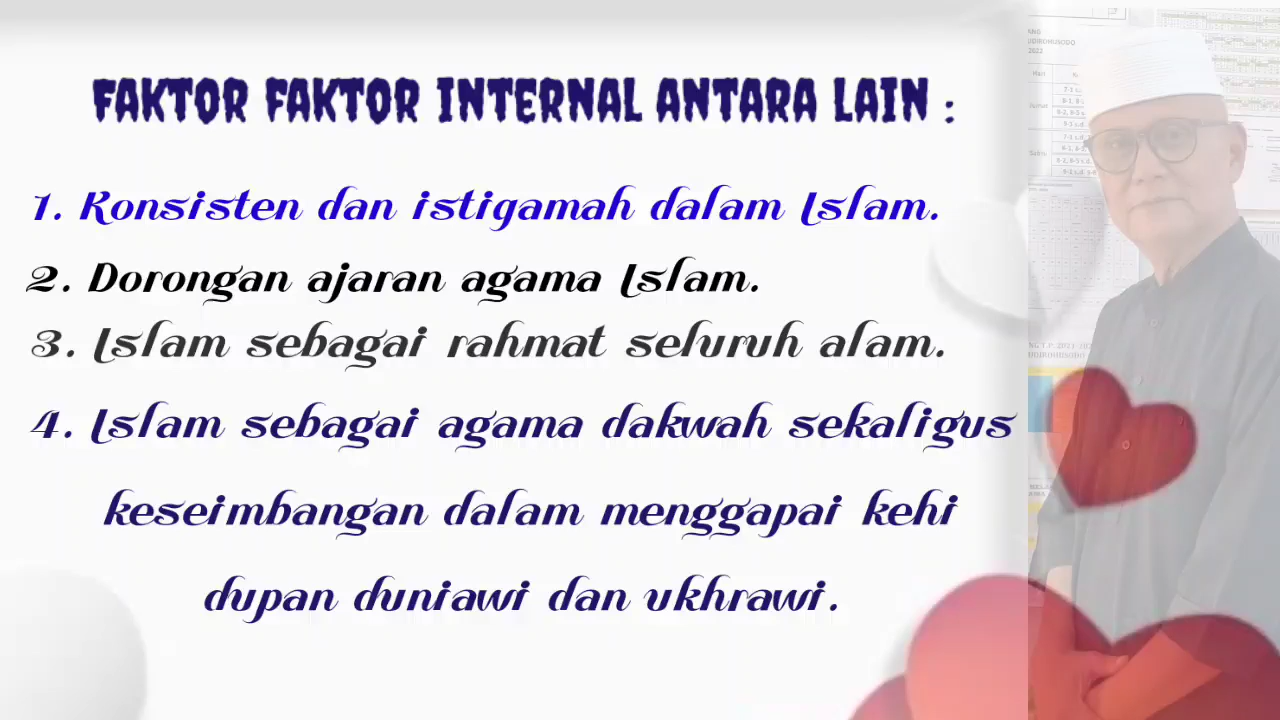 FAKTOR FAKTOR INTERNAL ANTARA LAIN :
1. Konsisten dan istigamah dalam Islam.
2. Dorongan ajaran agama Islam.
3. Islam sebagai rahmat seluruh alam.
4. Islam sebagai agama dakwah sekaligus
keseimbangan dalam menggapai kehi
dupan duniawi dan ukhrawi.